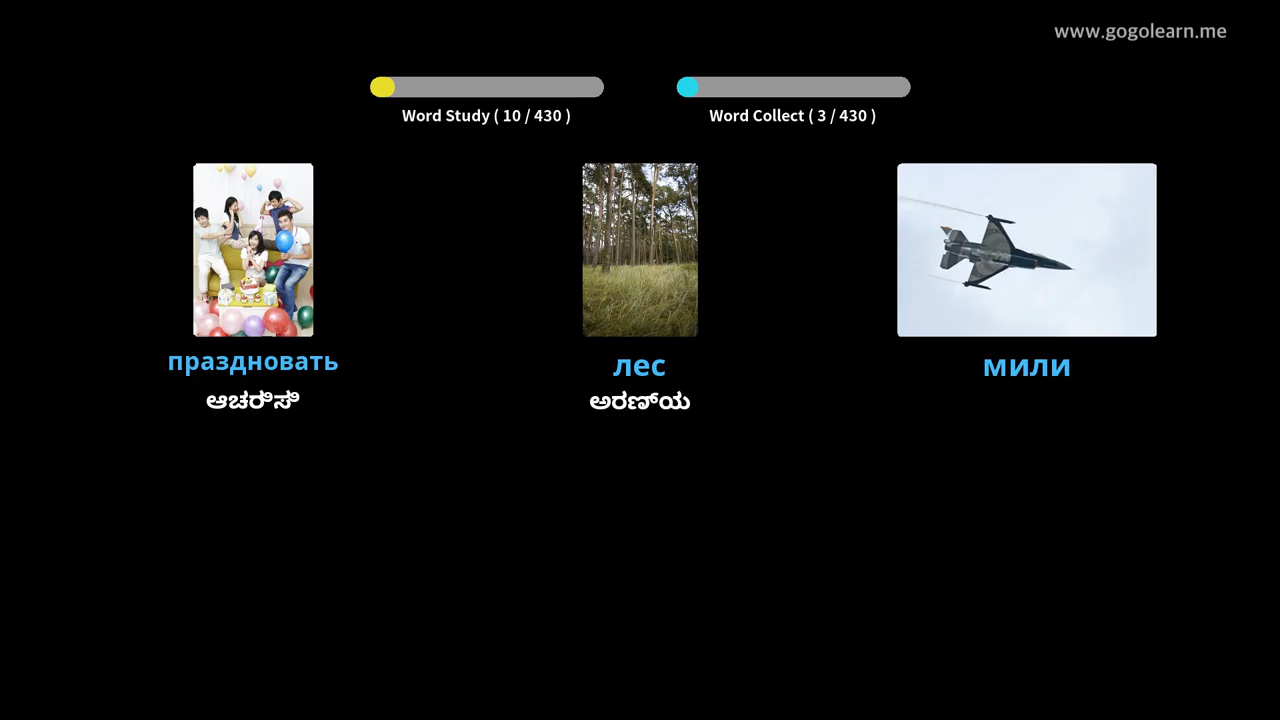 www.gogolearn.me
Word Study ( 10 / 430 )
Word Collect ( 3 / 430 )
праздновать
лес
мили
ಆಚರಿಸಿ
ಅರಣ್ಯ